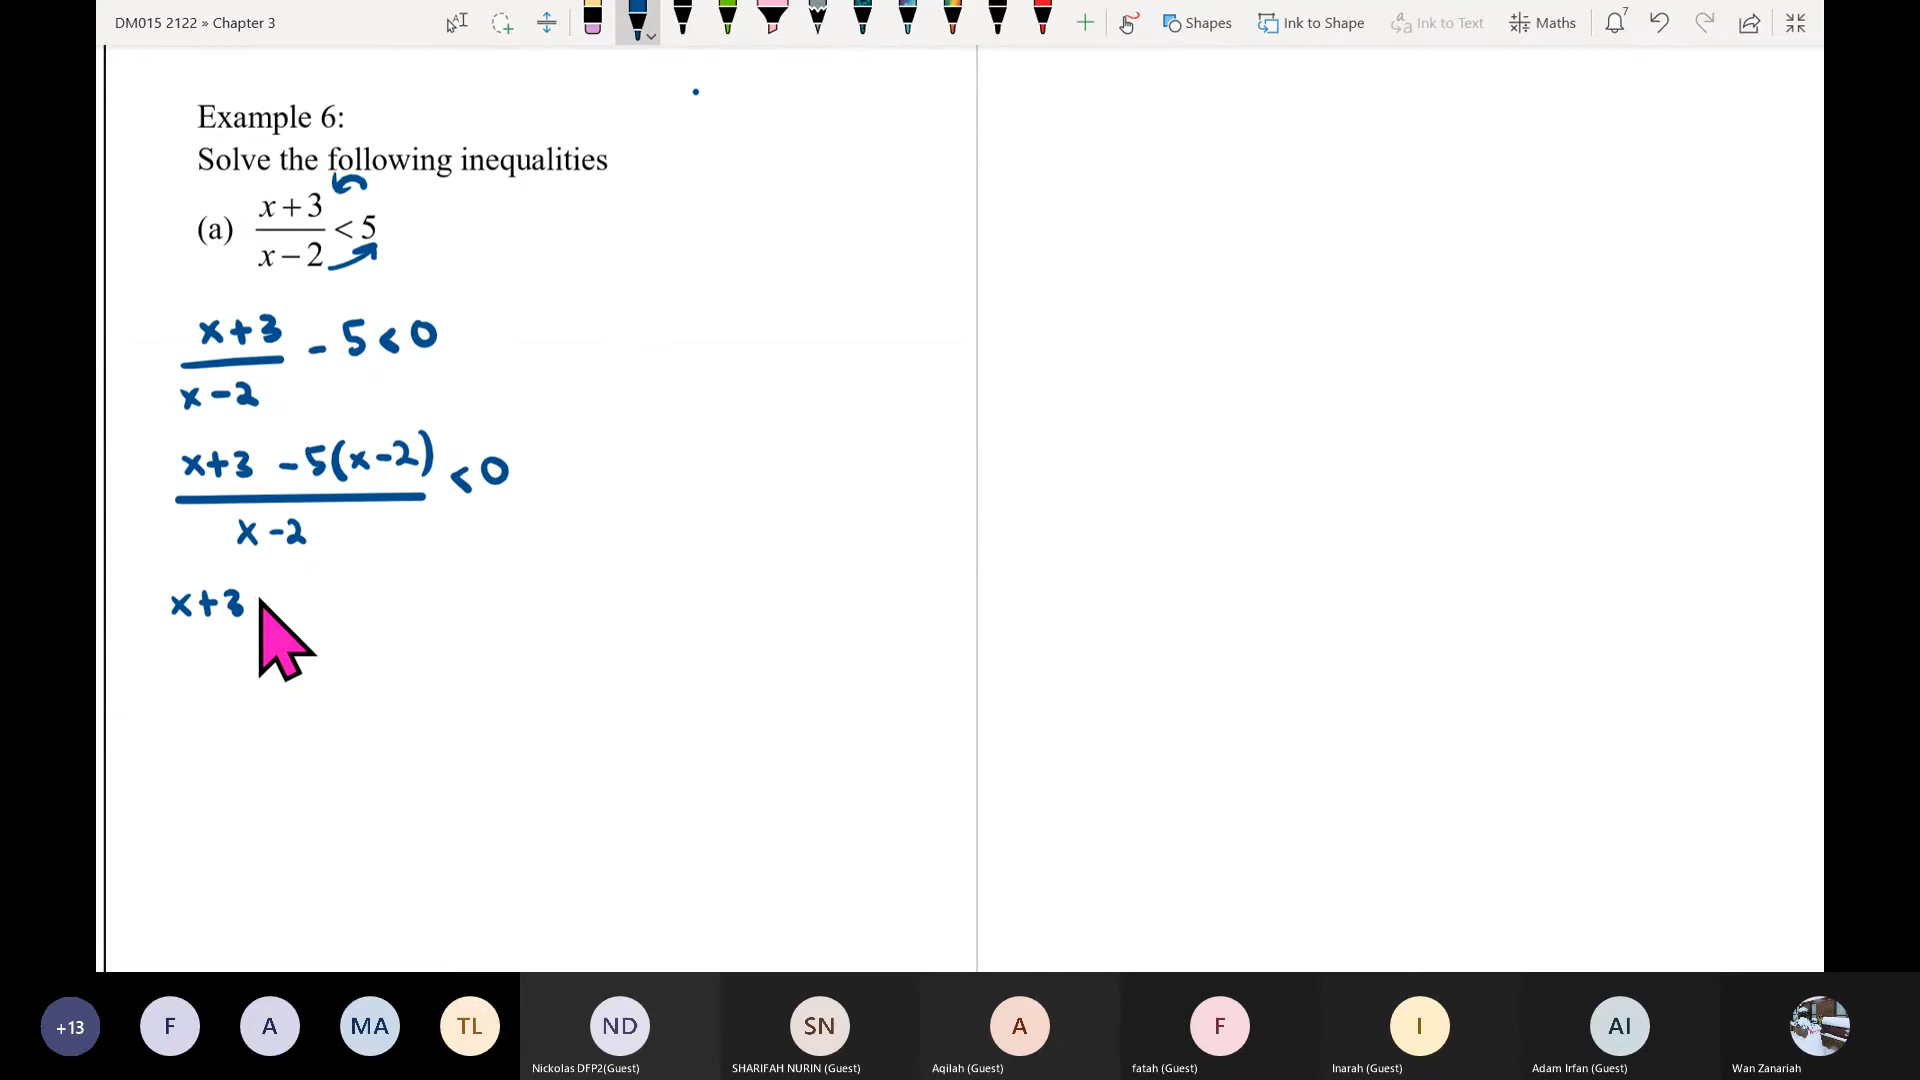 DM015 2122 » Chapter 3
Shapes
Ink to Shape
Ink to Text
Maths
7
Example 6:
Solve the following inequalities
(a) x + 3
x − 2
< 5
x+3
x-2
- 5 < 0
x+3 -5(x-2)
x-2
< 0
x+3
+13
F
A
MA
TL
ND
SN
A
F
I
AI
Nickolas DFP2(Guest)
SHARIFAH NURIN (Guest)
Aqilah (Guest)
fatah (Guest)
Inarah (Guest)
Adam Irfan (Guest)
Wan Zanariah